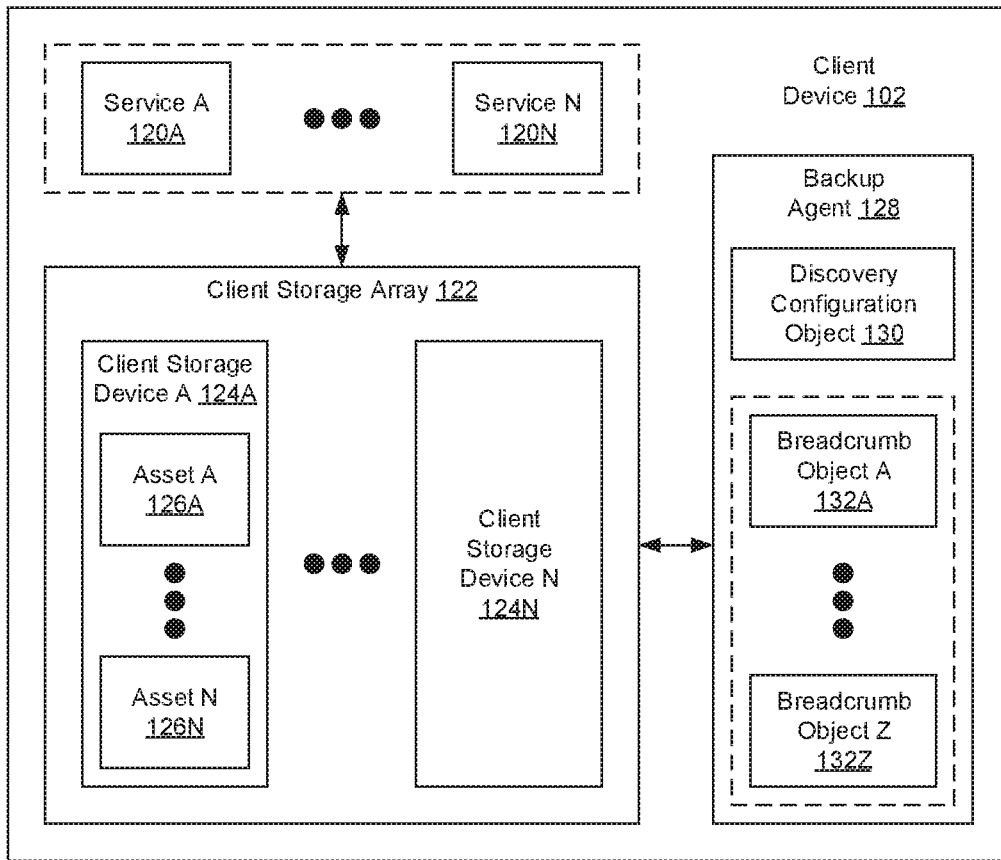 Service A
120A
Service N
120N
Client
Device 102
Client Storage Array 122
Client Storage
Device A 124A
Asset A
126A
Asset N
126N
Client
Storage
Device N
124N
Backup
Agent 128
Discovery
Configuration
Object 130
Breadcrumb
Object A
132A
Breadcrumb
Object Z
132Z